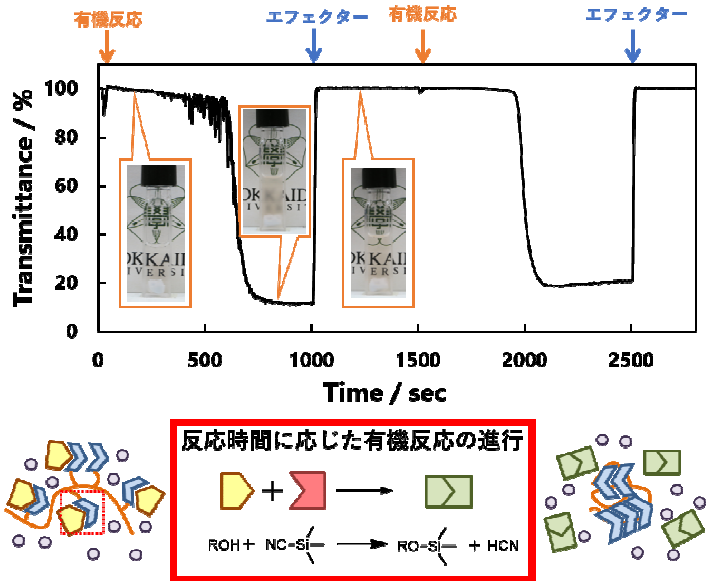 有機反応
エフェクター
有機反応
エフェクター
Transmittance / %
100
80
60
40
20
0
OKKAID
IVERSI
OKKAID
IVERSI
OKKAID
IVERSI
0
500
1000
1500
2000
2500
Time / sec
反応時間に応じた有機反応の進行
+
ROH + NC-Si RO-Si + HCN